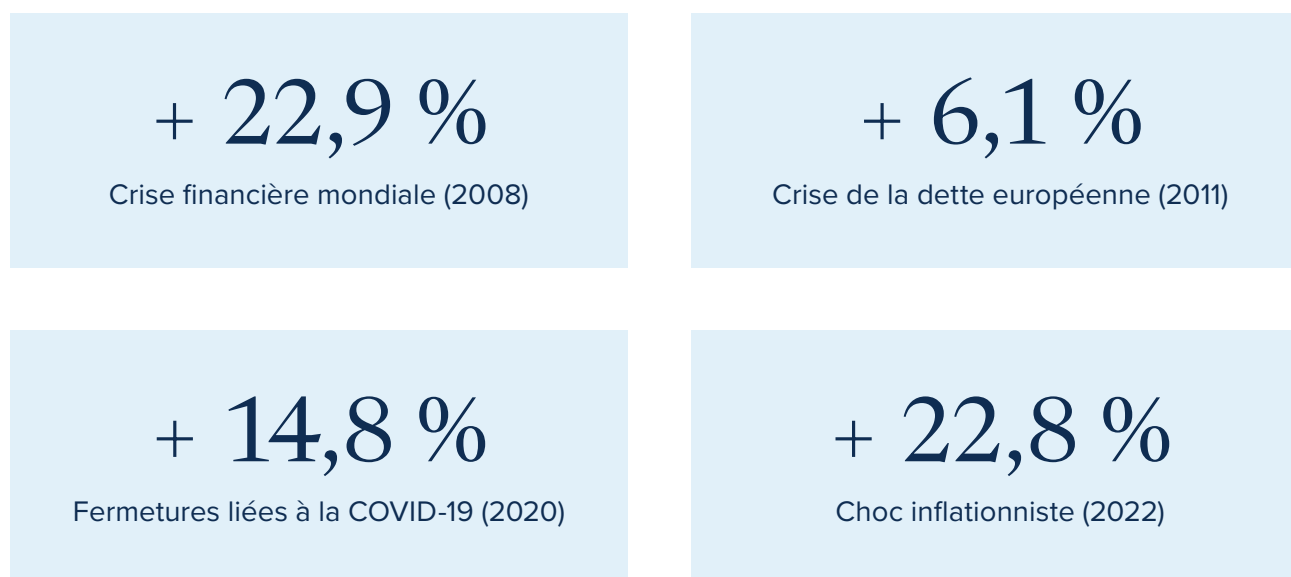 + 22,9 %
Crise financière mondiale (2008)
+ 6,1 %
Crise de la dette européenne (2011)
+ 14,8 %
Fermetures liées à la COVID-19 (2020)
+ 22,8 %
Choc inflationniste (2022)